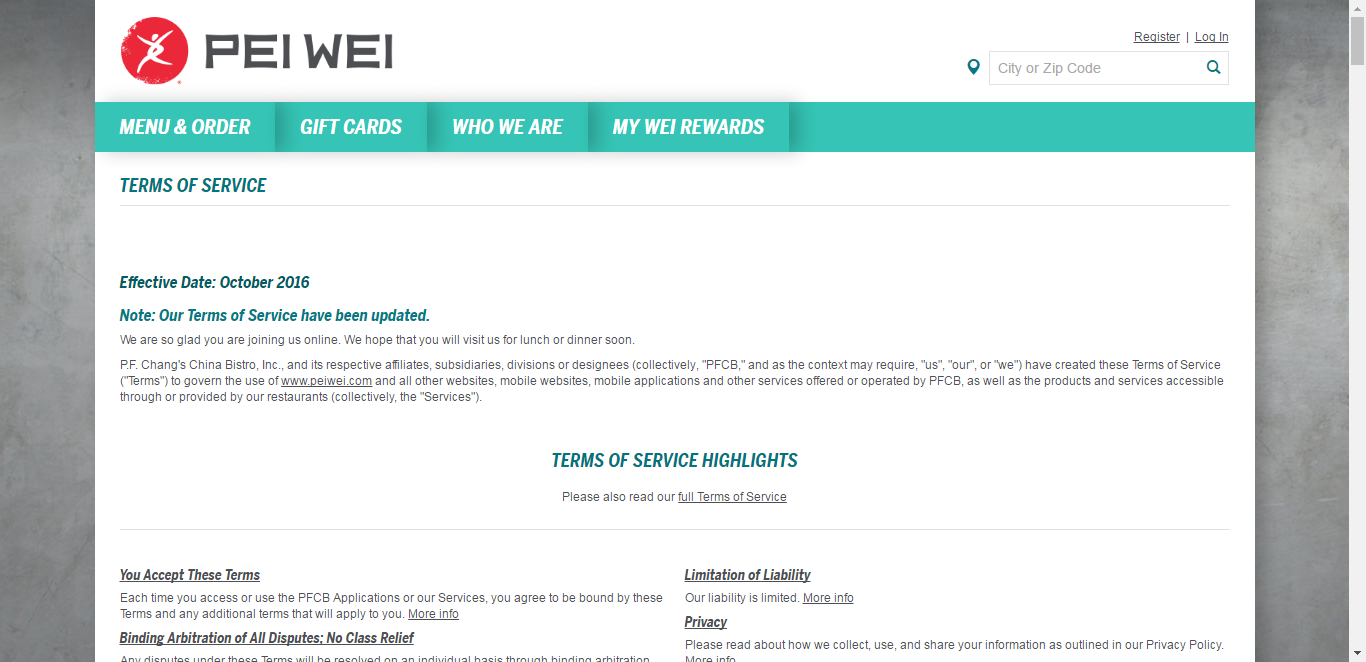 PEI WEI
Register | Log In
City or Zip Code
MENU & ORDER GIFT CARDS WHO WE ARE MY WEI REWARDS
TERMS OF SERVICE
Effective Date: October 2016
Note: Our Terms of Service have been updated.
We are so glad you are joining us online. We hope that you will visit us for lunch or dinner soon.
P.F. Chang's China Bistro, Inc., and its respective affiliates, subsidiaries, divisions or designees (collectively, "PFCB," and as the context may require, "us", "our", or "we") have created these Terms of Service
("Terms") to govern the use of www.peiwei.com and all other websites, mobile websites, mobile applications and other services offered or operated by PFCB, as well as the products and services accessible
through or provided by our restaurants (collectively, the "Services").
TERMS OF SERVICE HIGHLIGHTS
Please also read our full Terms of Service
You Accept These Terms
Each time you access or use the PFCB Applications or our Services, you agree to be bound by these
Terms and any additional terms that will apply to you. More info
Binding Arbitration of All Disputes; No Class Relief
Any disputes under these Terms will be resolved on an individual basis through binding arbitration
Limitation of Liability
Our liability is limited. More info
Privacy
Please read about how we collect, use, and share your information as outlined in our Privacy Policy.
More info